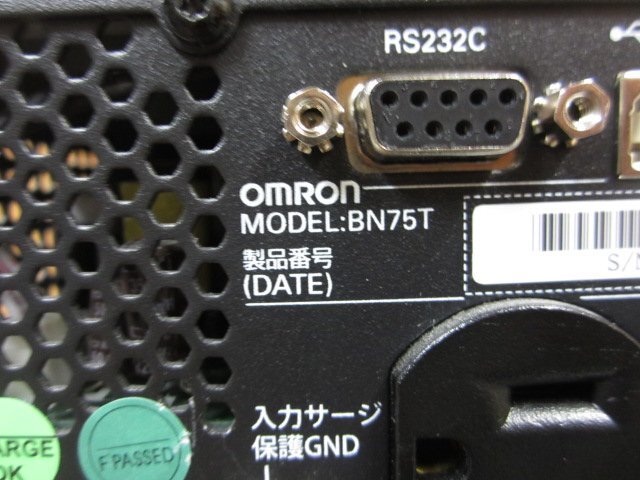 RS232C
OMRON
MODEL:BN75T
製品番号
(DATE)
S/N
入力サージ
保護GND
ARGE
OK
F PASSED